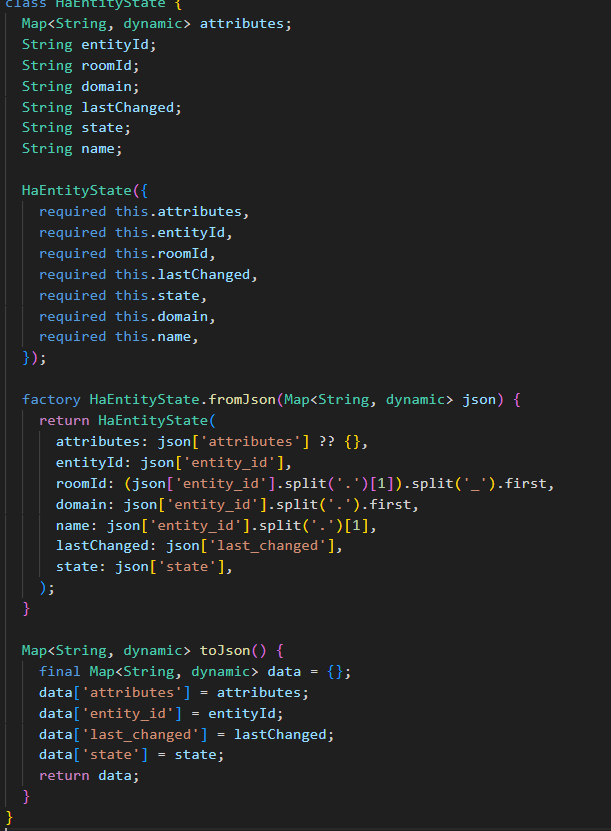 class HaEntityState {
  Map<String, dynamic> attributes;
  String entityId;
  String roomId;
  String domain;
  String lastChanged;
  String state;
  String name;

  HaEntityState({
    required this.attributes,
    required this.entityId,
    required this.roomId,
    required this.lastChanged,
    required this.state,
    required this.domain,
    required this.name,
  });

  factory HaEntityState.fromJson(Map<String, dynamic> json) {
    return HaEntityState(
      attributes: json['attributes'] ?? {},
      entityId: json['entity_id'],
      roomId: (json['entity_id'].split('.')[1]).split('_').first,
      domain: json['entity_id'].split('.').first,
      name: json['entity_id'].split('.')[1],
      lastChanged: json['last_changed'],
      state: json['state'],
    );
  }

  Map<String, dynamic> toJson() {
    final Map<String, dynamic> data = {};
    data['attributes'] = attributes;
    data['entity_id'] = entityId;
    data['last_changed'] = lastChanged;
    data['state'] = state;
    return data;
  }
}